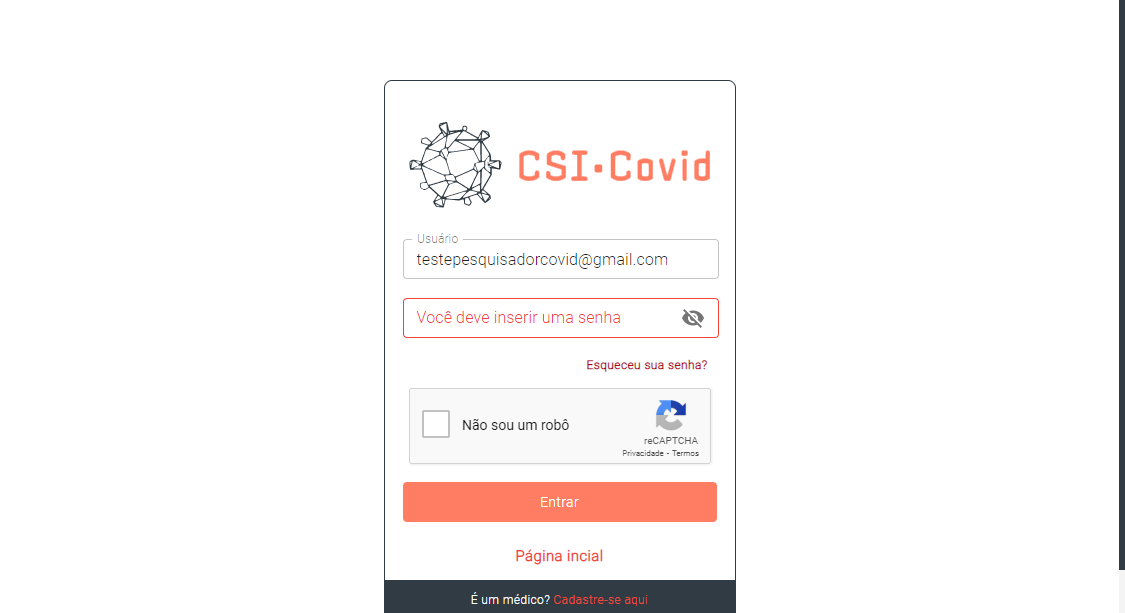 CSI·Covid
Usuário
testepesquisadorcovid@gmail.com
Você deve inserir uma senha
Esqueceu sua senha?
Não sou um robô
reCAPTCHA
Privacidade - Termos
Entrar
Página incial
É um médico? Cadastre-se aqui